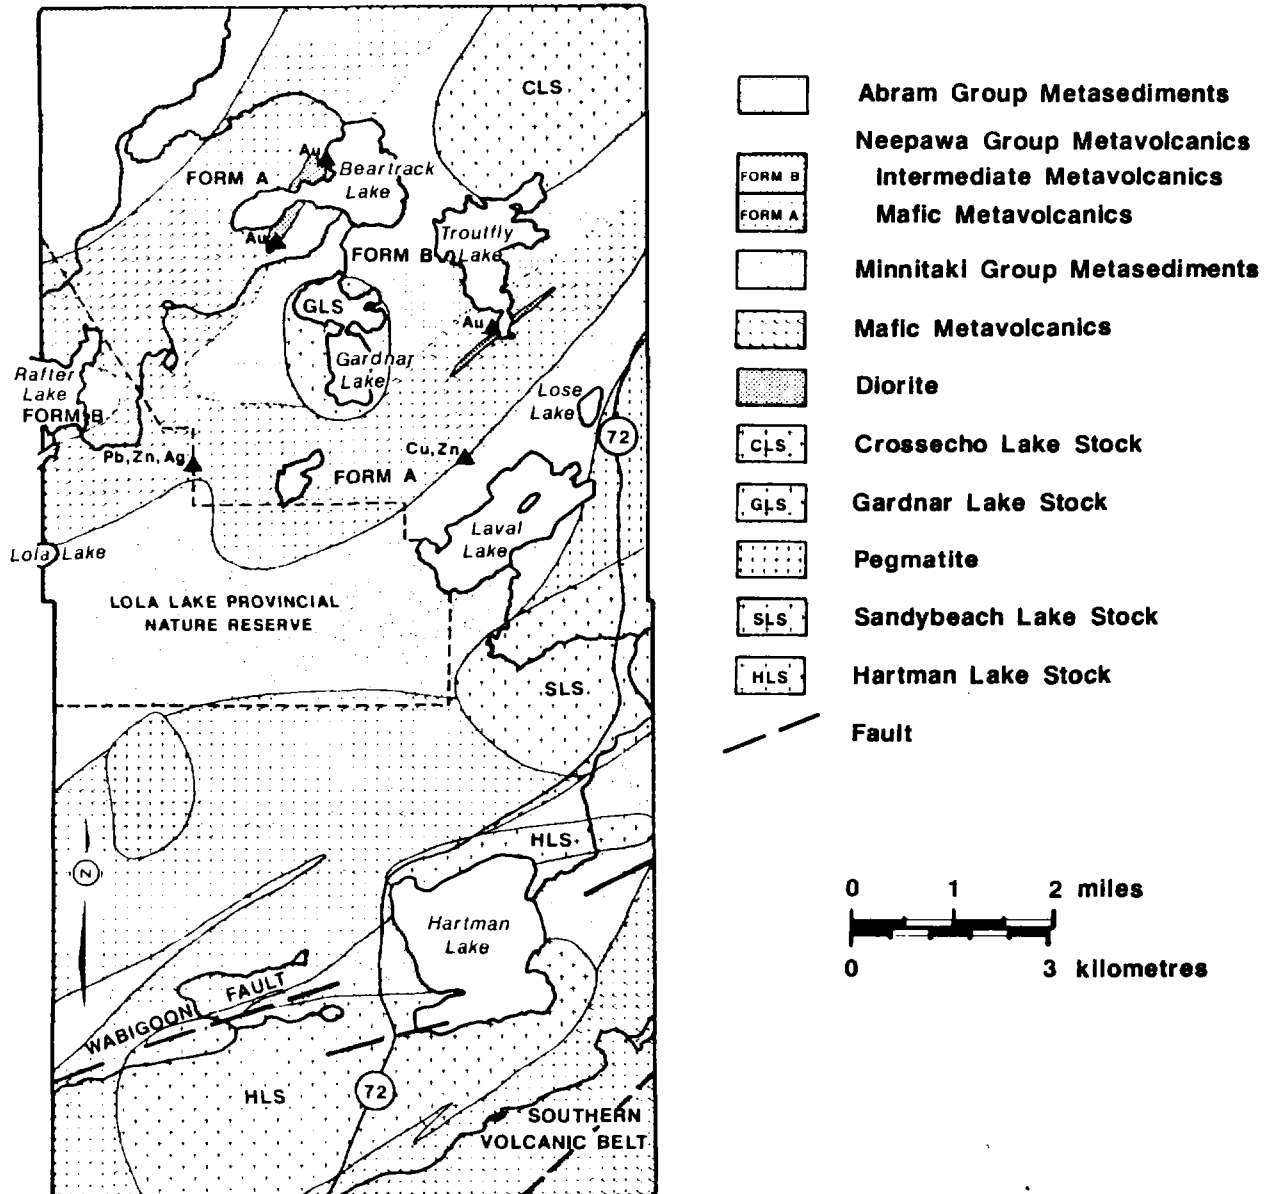 CLS
Au
FORM A
Beartrack
Lake
Au
FORM B
Troutfly
Lake
GLS
Au
Gardnar
Lake
Rafter
Lake
FORM B
Lose
Lake
72
Pb, Zn, Ag
Cu, Zn
FORM A
Laval
Lake
Lola Lake
LOLA LAKE PROVINCIAL
NATURE RESERVE
SLS
HLS
N
Hartman
Lake
WABIGOON FAULT
HLS
72
SOUTHERN
VOLCANIC BELT
Abram Group Metasediments
Neepawa Group Metavolcanics
FORM B Intermediate Metavolcanics
FORM A Mafic Metavolcanics
Minnitaki Group Metasediments
Mafic Metavolcanics
Diorite
CLS Crossecho Lake Stock
GLS Gardnar Lake Stock
Pegmatite
SLS Sandybeach Lake Stock
HLS Hartman Lake Stock
Fault
0 1 2 miles
0 3 kilometres